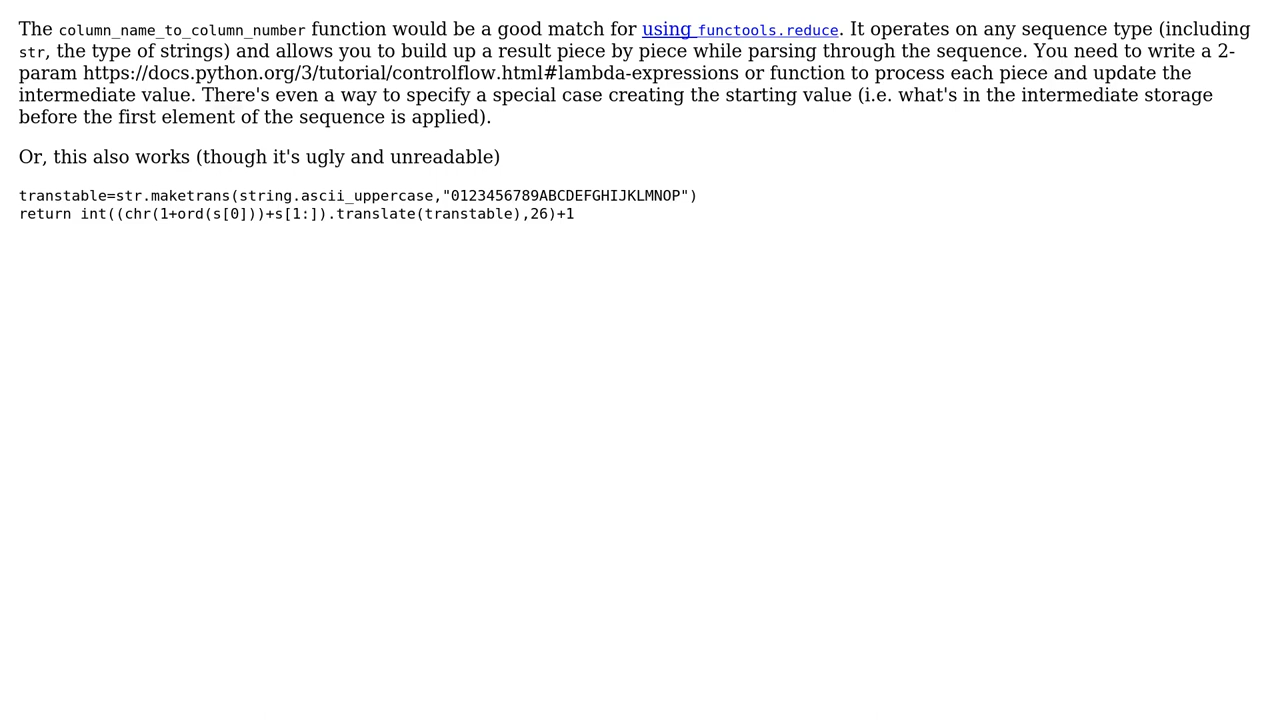 The column_name_to_column_number function would be a good match for using functools.reduce. It operates on any sequence type (including
str, the type of strings) and allows you to build up a result piece by piece while parsing through the sequence. You need to write a 2-
param https://docs.python.org/3/tutorial/controlflow.html#lambda-expressions or function to process each piece and update the
intermediate value. There's even a way to specify a special case creating the starting value (i.e. what's in the intermediate storage
before the first element of the sequence is applied).
Or, this also works (though it's ugly and unreadable)
transtable=str.maketrans(string.ascii_uppercase,"0123456789ABCDEFGHIJKLMNOP")
return int((chr(1+ord(s[0]))+s[1:]).translate(transtable),26)+1